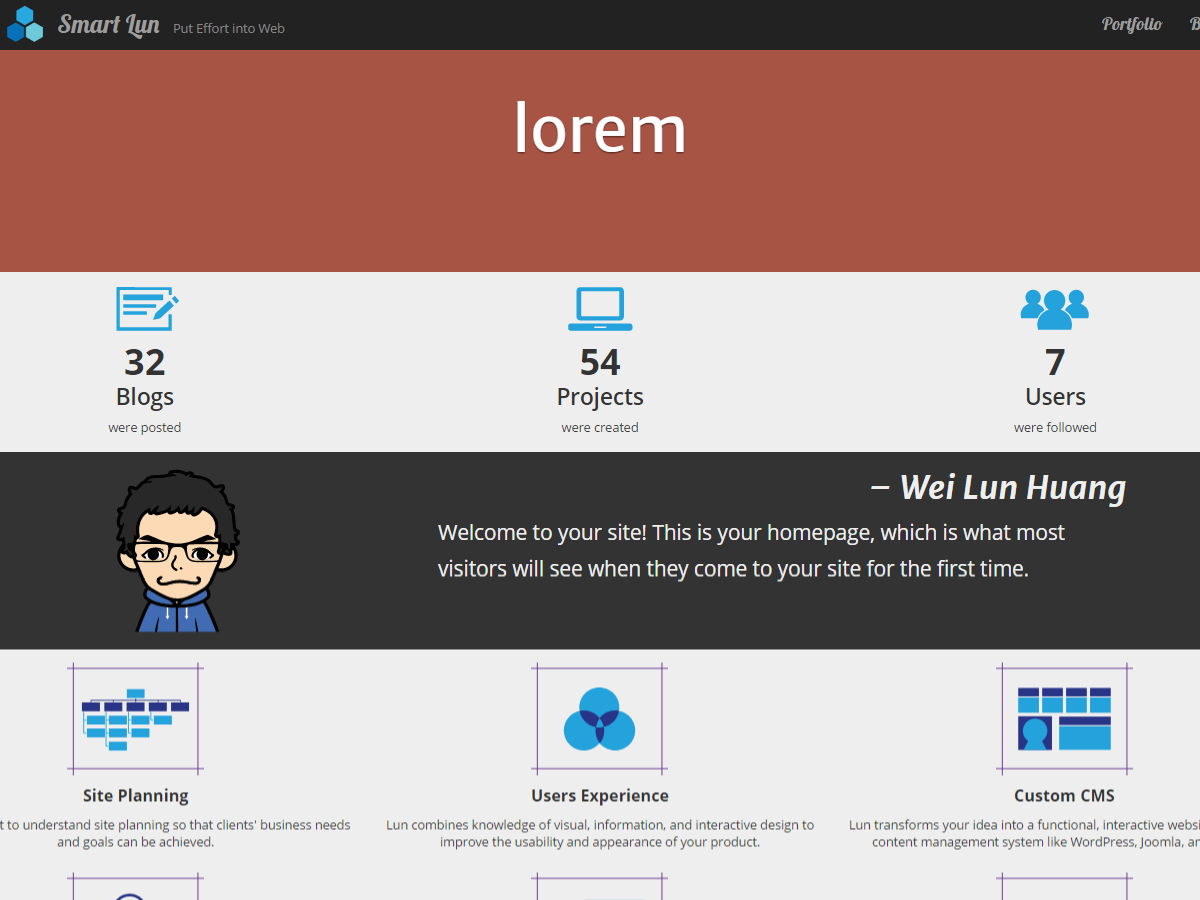 Smart Lun Put Effort into Web
Portfolio
lorem
32
Blogs
were posted
54
Projects
were created
7
Users
were followed
– Wei Lun Huang
Welcome to your site! This is your homepage, which is what most
visitors will see when they come to your site for the first time.
Site Planning
to understand site planning so that clients' business needs
and goals can be achieved.
Users Experience
Lun combines knowledge of visual, information, and interactive design to
improve the usability and appearance of your product.
Custom CMS
Lun transforms your idea into a functional, interactive
content management system like WordPress, Joomla,